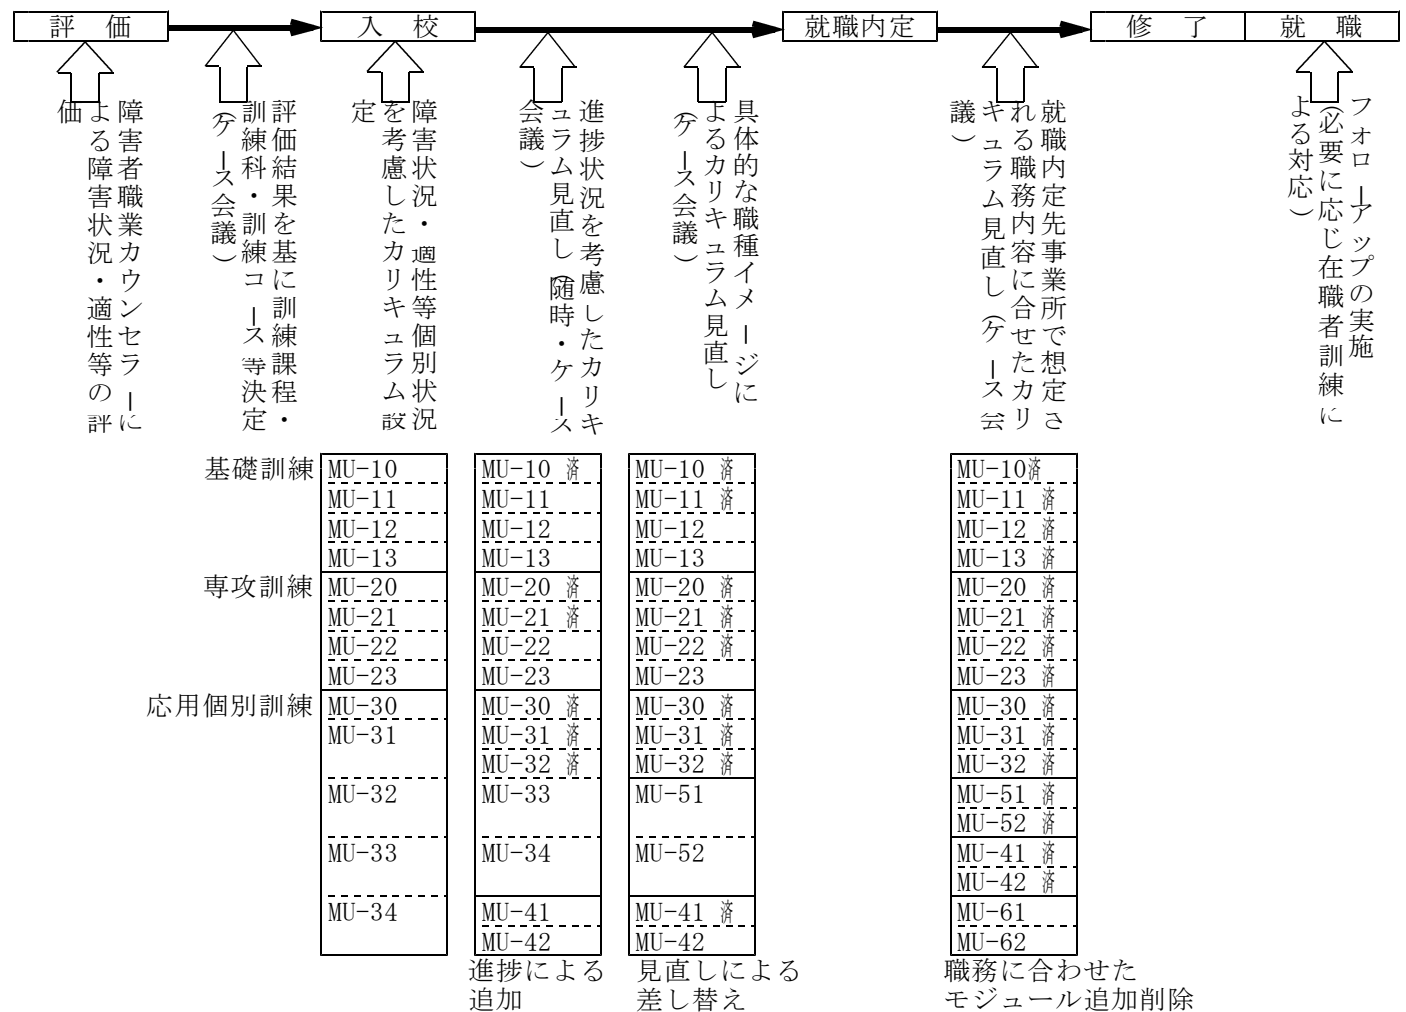 評　価
入　校
就職内定
修　了
就　職
障害者職業カウンセラーに
よる障害状況・適性等の評
価
評価結果を基に訓練課程・
訓練科・訓練コース等決定
（ケース会議）
障害状況・適性等個別状況
を考慮したカリキュラム設
定
進捗状況を考慮したカリキ
ュラム見直し（随時・ケース
会議）
具体的な職種イメージに
よるカリキュラム見直し
（ケース会議）
就職内定先事業所で想定さ
れる職務内容に合せたカリ
キュラム見直し（ケース会
議）
フォローアップの実施
（必要に応じ在職者訓練に
よる対応）
基礎訓練
専攻訓練
応用個別訓練
MU-10
MU-11
MU-12
MU-13
MU-20
MU-21
MU-22
MU-23
MU-30
MU-31
MU-32
MU-33
MU-34
MU-10 済
MU-11
MU-12
MU-13
MU-20 済
MU-21 済
MU-22
MU-23
MU-30 済
MU-31 済
MU-32 済
MU-33
MU-34
MU-41
MU-42
進捗による
追加
MU-10 済
MU-11 済
MU-12
MU-13
MU-20 済
MU-21 済
MU-22 済
MU-23
MU-30 済
MU-31 済
MU-32 済
MU-51
MU-52
MU-41 済
MU-42
見直しによる
差し替え
MU-10済
MU-11 済
MU-12 済
MU-13 済
MU-20 済
MU-21 済
MU-22 済
MU-23 済
MU-30 済
MU-31 済
MU-32 済
MU-51 済
MU-52 済
MU-41 済
MU-42 済
MU-61
MU-62
職務に合わせた
モジュール追加削除